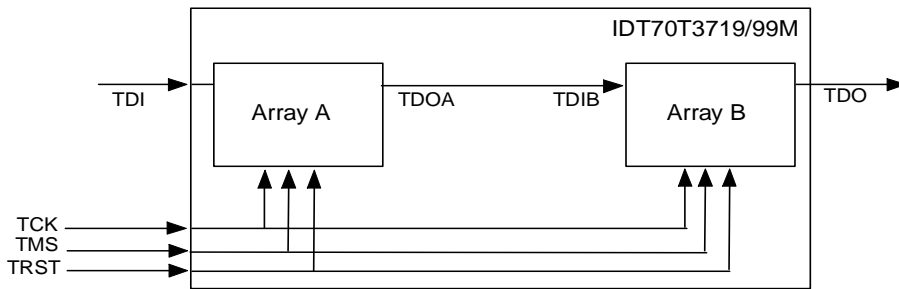 IDT70T3719/99M
TDI
Array A
TDOA
TDIB
Array B
TDO
TCK
TMS
TRST